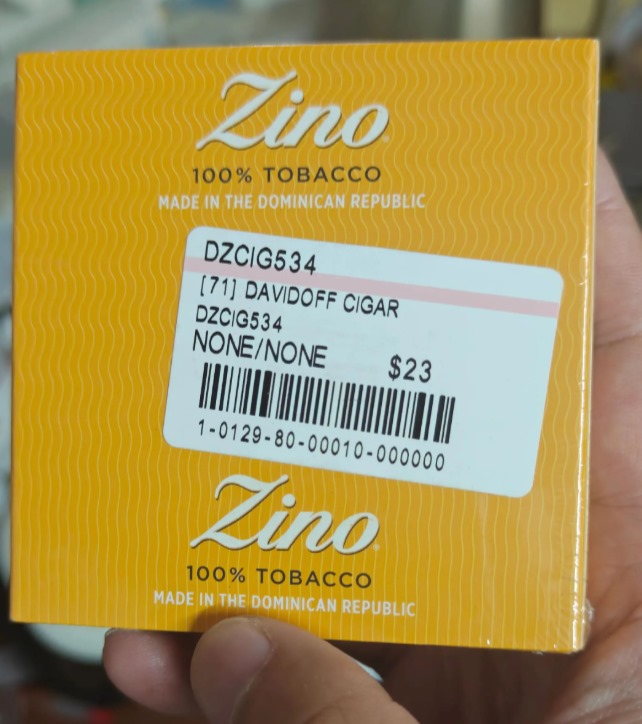 Zino
100% TOBACCO
MADE IN THE DOMINICAN REPUBLIC
DZCIG534
[71] DAVIDOFF CIGAR
DZCIG534
NONE/NONE $23
1-0129-80-00010-000000
Zino
100% TOBACCO
MADE IN THE DOMINICAN REPUBLIC